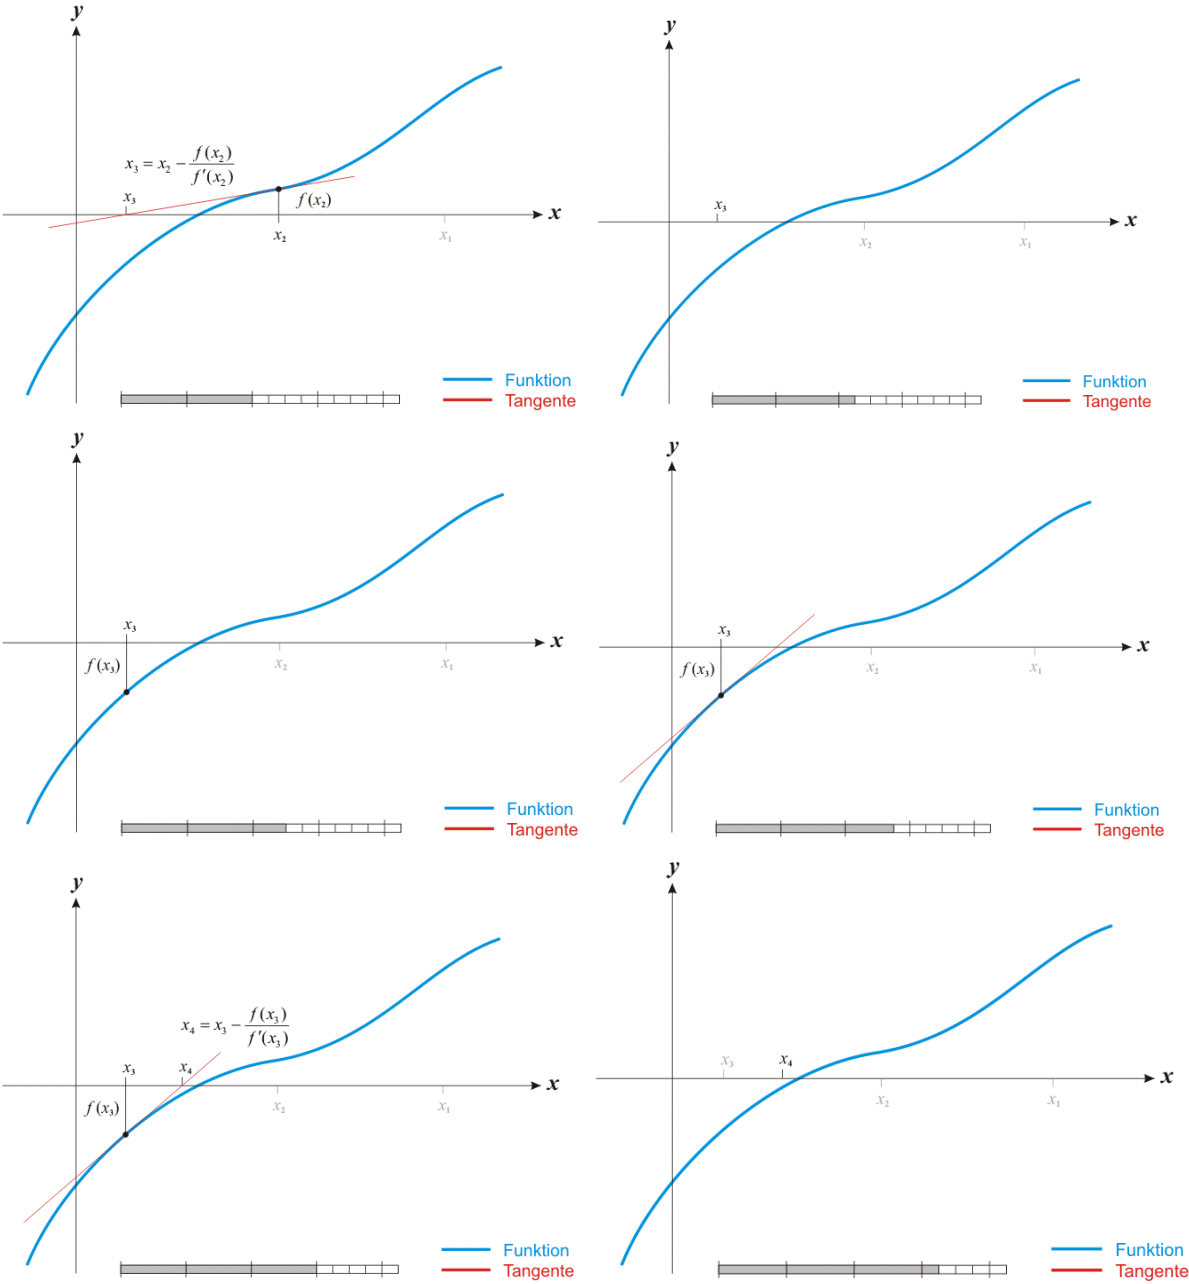 y
x₃ = x₂ − f(x₂) / f′(x₂)
x₃
f(x₂)
x
x₂
x₁
Funktion
Tangente
y
x₃
x
x₂
x₁
Funktion
Tangente
y
x₃
x
f(x₃)
x₂
x₁
Funktion
Tangente
y
x₃
x
f(x₃)
x₂
x₁
Funktion
Tangente
y
x₄ = x₃ − f(x₃) / f′(x₃)
x₃
x₄
x
f(x₃)
x₂
x₁
Funktion
Tangente
y
x₃
x₄
x
x₂
x₁
Funktion
Tangente